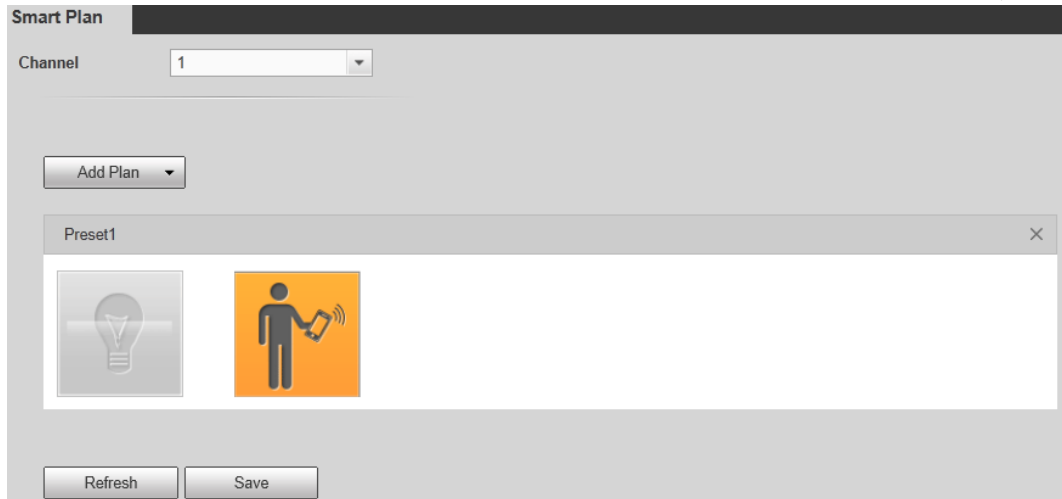 Smart Plan
Channel 1
Add Plan
Preset1
Refresh Save